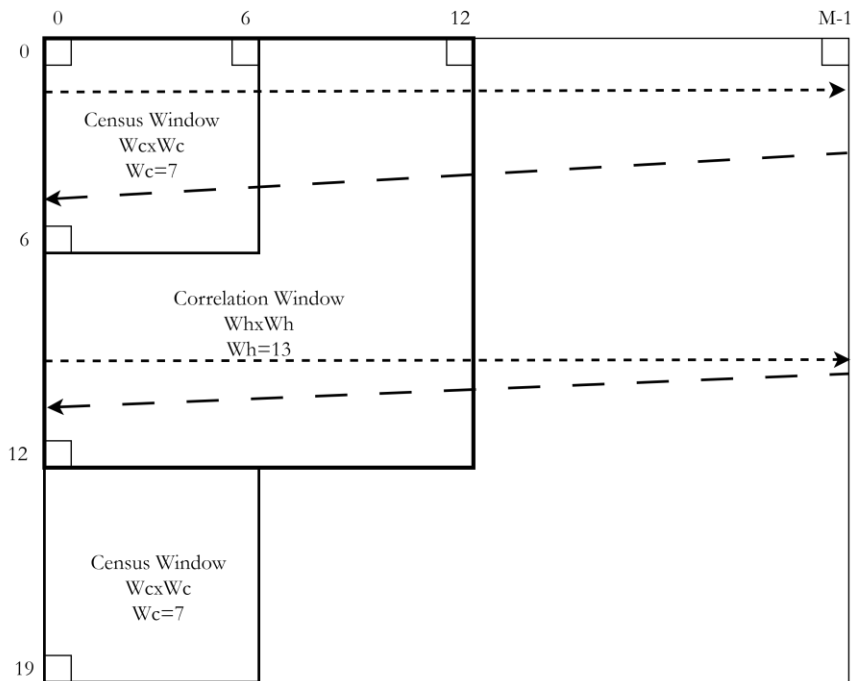 0 6 12 M-1
0
Census Window
WcxWc
Wc=7
6
Correlation Window
WhxWh
Wh=13
12
Census Window
WcxWc
Wc=7
19